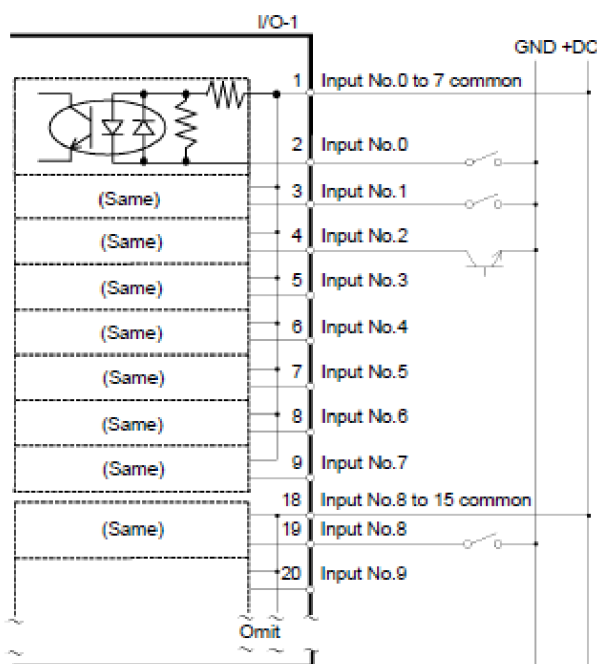 I/O-1
GND +DC
1 Input No.0 to 7 common
2 Input No.0
(Same) 3 Input No.1
(Same) 4 Input No.2
(Same) 5 Input No.3
(Same) 6 Input No.4
(Same) 7 Input No.5
(Same) 8 Input No.6
(Same) 9 Input No.7
18 Input No.8 to 15 common
(Same) 19 Input No.8
20 Input No.9
Omit